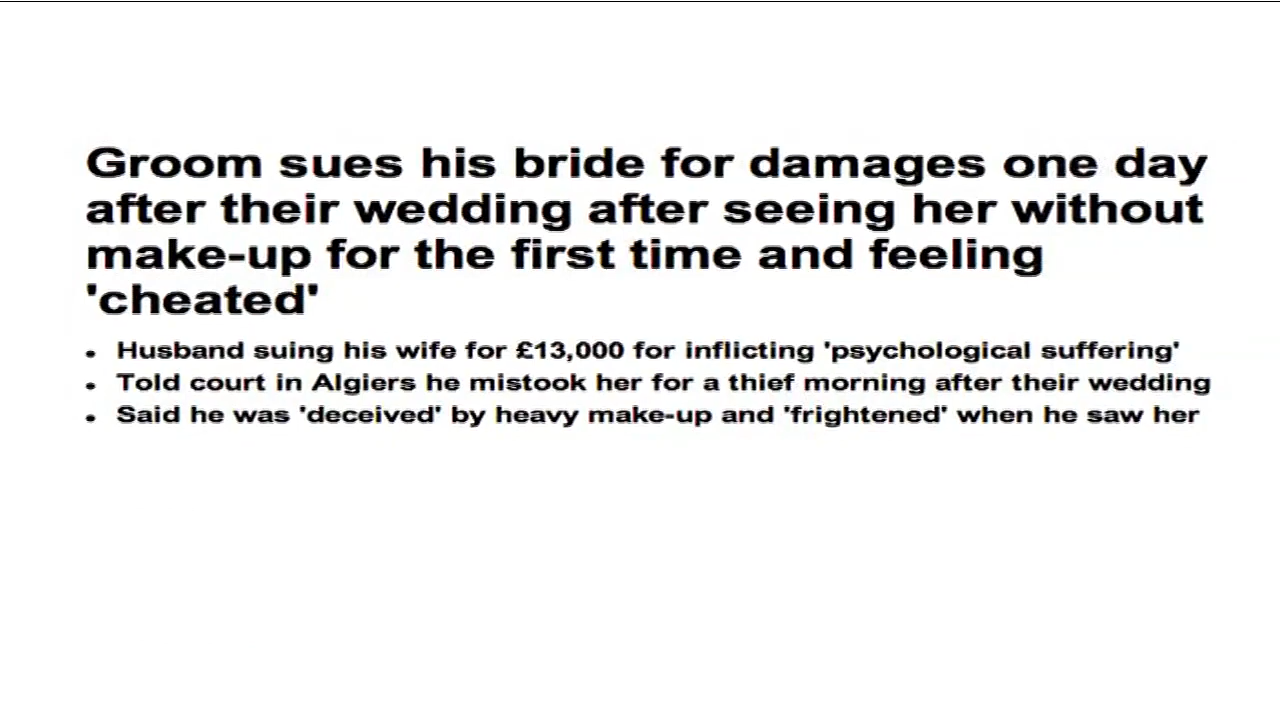 Groom sues his bride for damages one day
after their wedding after seeing her without
make-up for the first time and feeling
'cheated'
• Husband suing his wife for £13,000 for inflicting 'psychological suffering'
• Told court in Algiers he mistook her for a thief morning after their wedding
• Said he was 'deceived' by heavy make-up and 'frightened' when he saw her